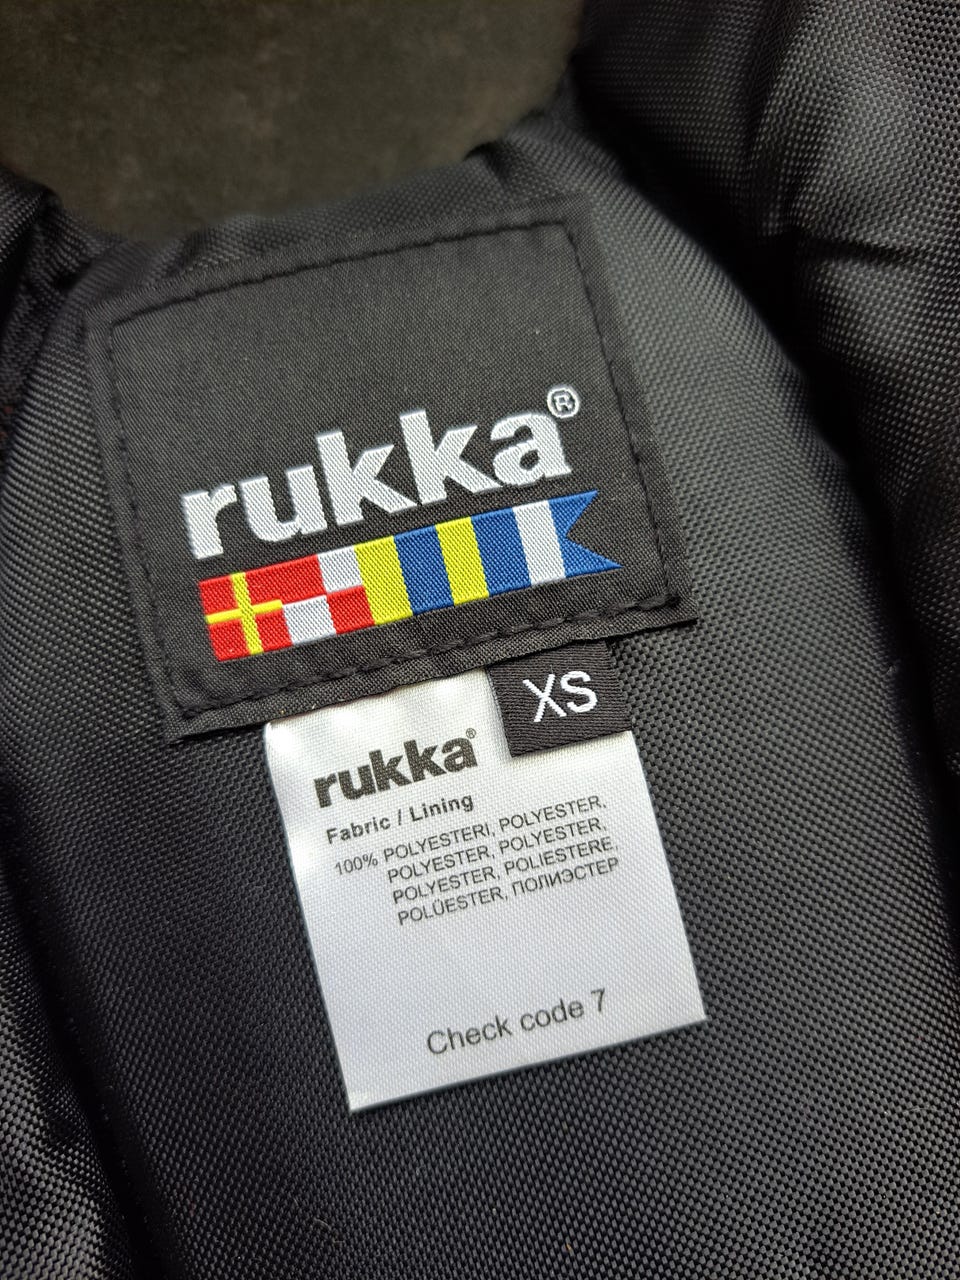 rukka®
XS
rukka®
Fabric / Lining
100% POLYESTERI, POLYESTER,
POLYESTER, POLYESTER,
POLYESTER, POLIESTERE,
POLÜESTER, ПОЛИЭСТЕР
Check code 7